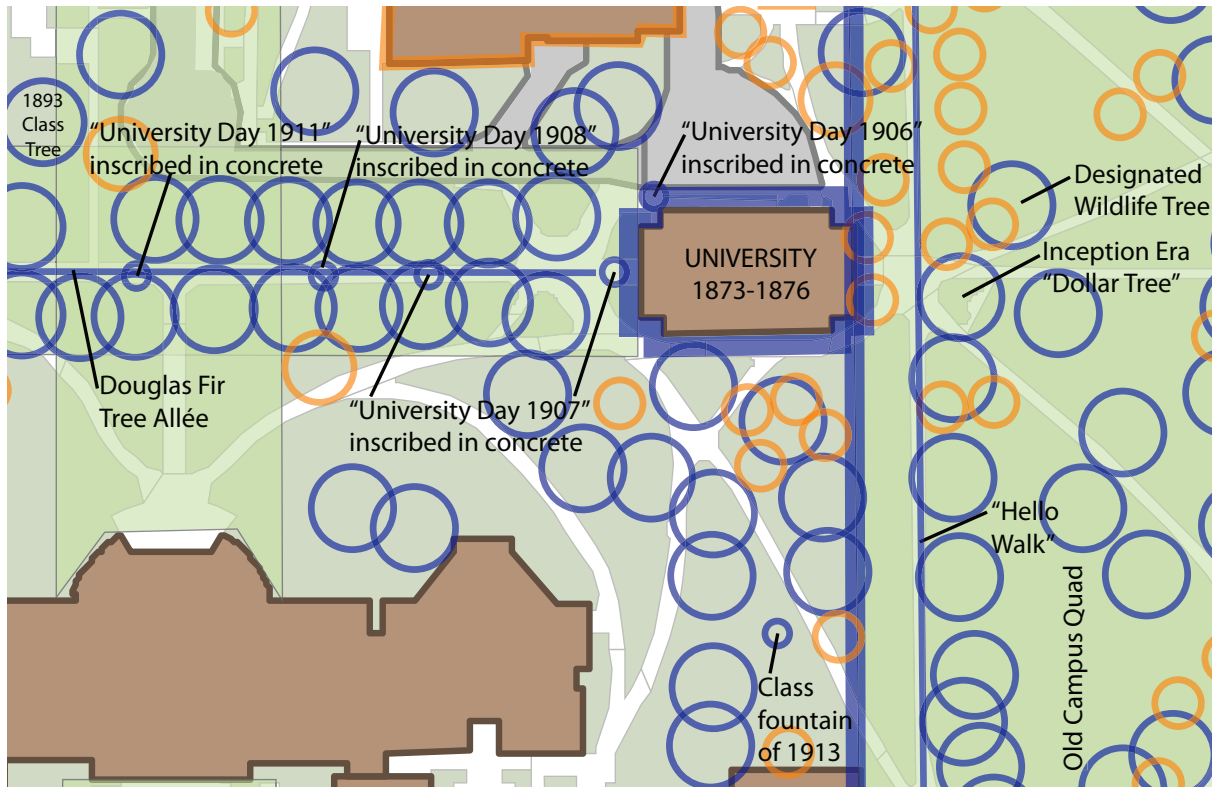 1893
Class
Tree
“University Day 1911”
inscribed in concrete
“University Day 1908”
inscribed in concrete
“University Day 1906”
inscribed in concrete
Designated
Wildlife Tree
UNIVERSITY
1873-1876
Inception Era
“Dollar Tree”
Douglas Fir
Tree Allée
“University Day 1907”
inscribed in concrete
“Hello
Walk”
Old Campus Quad
Class
fountain
of 1913